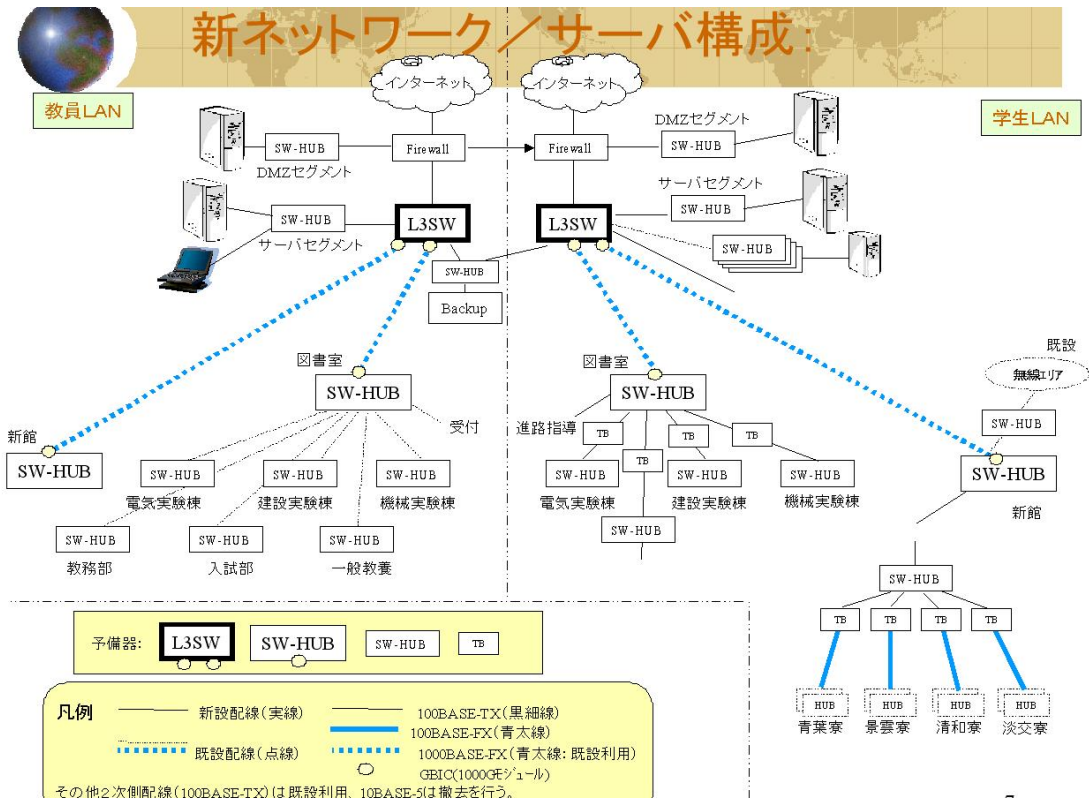 新ネットワーク／サーバ構成:
教員LAN
学生LAN
インターネット
インターネット
SW-HUB
Firewall
Firewall
DMZセグメント
SW-HUB
DMZセグメント
サーバセグメント
SW-HUB
SW-HUB
サーバセグメント
L3SW
L3SW
SW-HUB
SW-HUB
Backup
図書室
SW-HUB
受付
新館
SW-HUB
SW-HUB
電気実験棟
SW-HUB
建設実験棟
SW-HUB
機械実験棟
SW-HUB
教務部
SW-HUB
入試部
SW-HUB
一般教養
図書室
SW-HUB
進路指導
TB
TB
TB
TB
SW-HUB
電気実験棟
SW-HUB
建設実験棟
SW-HUB
機械実験棟
SW-HUB
既設
無線エリア
SW-HUB
SW-HUB
新館
SW-HUB
TB
TB
TB
TB
HUB
HUB
HUB
HUB
青葉寮
景雲寮
清和寮
淡交寮
予備器:
L3SW
SW-HUB
SW-HUB
TB
凡例
新設配線(実線)
100BASE-TX(黒細線)
100BASE-FX(青太線)
既設配線(点線)
1000BASE-FX(青太線:既設利用)
GBIC(1000Gモジュール)
その他2次側配線(100BASE-TX)は既設利用、10BASE-5は撤去を行う。